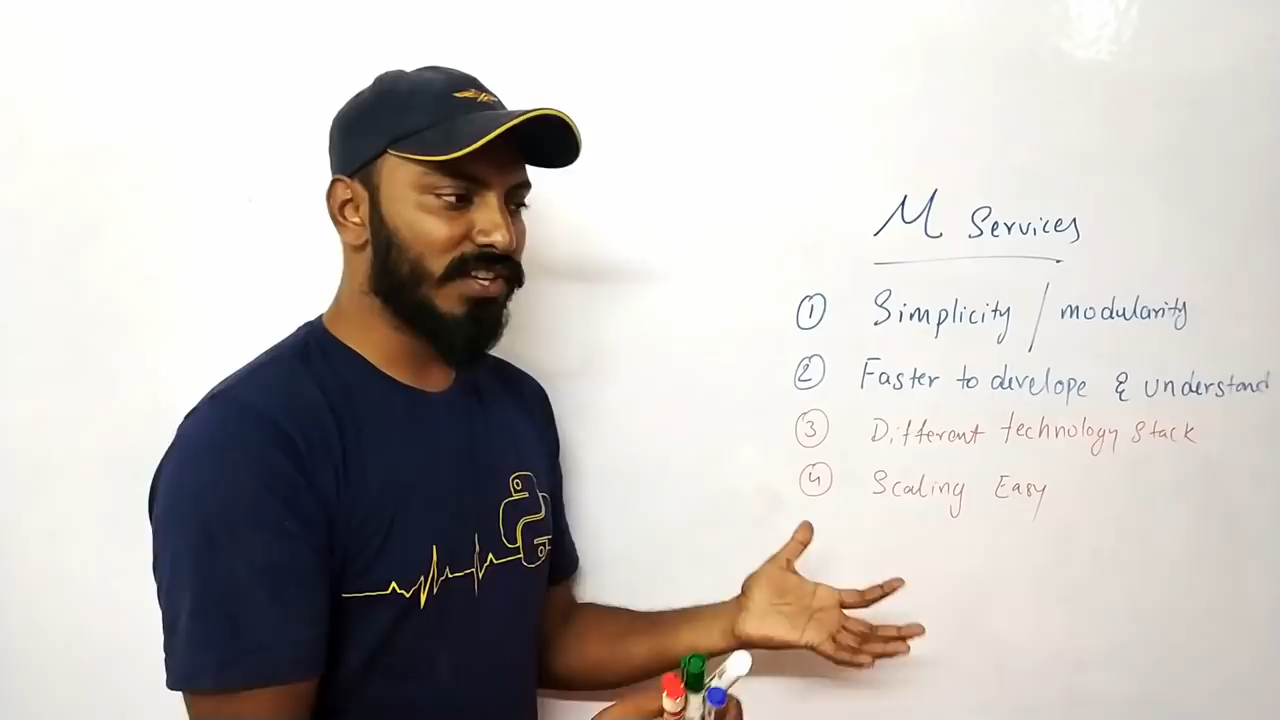 M Services
① Simplicity / modularity
② Faster to develope & understand
③ Different technology stack
④ Scaling Easy